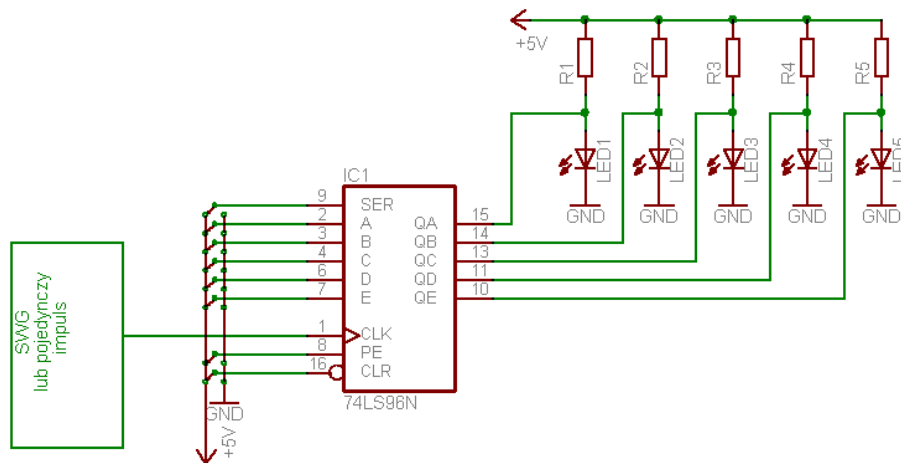 +5V
R1
R2
R3
R4
R5
LED1
LED2
LED3
LED4
LED5
GND
GND
GND
GND
GND
IC1
9 SER
2 A QA 15
3 B QB 14
4 C QC 13
6 D QD 11
7 E QE 10
1 CLK
8 PE
16 CLR
74LS96N
SWG
lub pojedynczy
impuls
GND
+5V